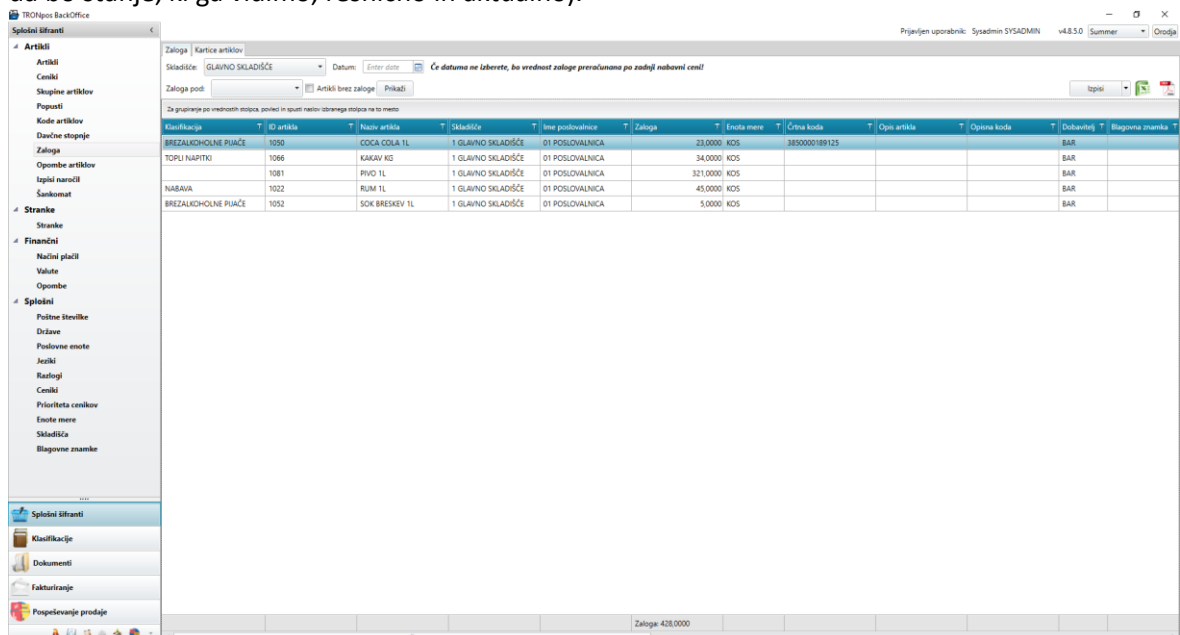 TRONpos BackOffice
Splošni šifranti
Prijavljen uporabnik: Sysadmin SYSADMIN v4.8.5.0 Summer Orodja
Artikli
Artikli
Ceniki
Skupine artiklov
Popusti
Kode artiklov
Davčne stopnje
Zaloga
Opombe artiklov
Izpisi naročil
Šankomat
Stranke
Stranke
Finančni
Načini plačil
Valute
Opombe
Splošni
Poštne številke
Države
Poslovne enote
Jeziki
Razlogi
Ceniki
Prioriteta cenikov
Enote mere
Skladišča
Blagovne znamke
Splošni šifranti
Klasifikacije
Dokumenti
Fakturiranje
Pospeševanje prodaje
Zaloga Kartice artiklov
Skladišče: GLAVNO SKLADIŠČE Datum: Enter date Če datuma ne izberete, bo vrednost zaloge preračunana po zadnji nabavni ceni!
Zaloga pod: Artikli brez zaloge Prikaži Izpisi
Za grupiranje po vrednostih stolpca, povleci in spusti naslov izbranega stolpca na to mesto
Klasifikacija ID artikla Naziv artikla Skladišče Ime poslovalnice Zaloga Enota mere Črtna koda Opis artikla Opisna koda Dobavitelj Blagovna znamka
BREZALKOHOLNE PIJAČE 1050 COCA COLA 1L 1 GLAVNO SKLADIŠČE 01 POSLOVALNICA 23,0000 KOS 3850000189125 BAR
TOPLI NAPITKI 1066 KAKAV KG 1 GLAVNO SKLADIŠČE 01 POSLOVALNICA 34,0000 KOS BAR
1081 PIVO 1L 1 GLAVNO SKLADIŠČE 01 POSLOVALNICA 321,0000 KOS BAR
NABAVA 1022 RUM 1L 1 GLAVNO SKLADIŠČE 01 POSLOVALNICA 45,0000 KOS BAR
BREZALKOHOLNE PIJAČE 1052 SOK BRESKEV 1L 1 GLAVNO SKLADIŠČE 01 POSLOVALNICA 5,0000 KOS BAR
Zaloga: 428,0000